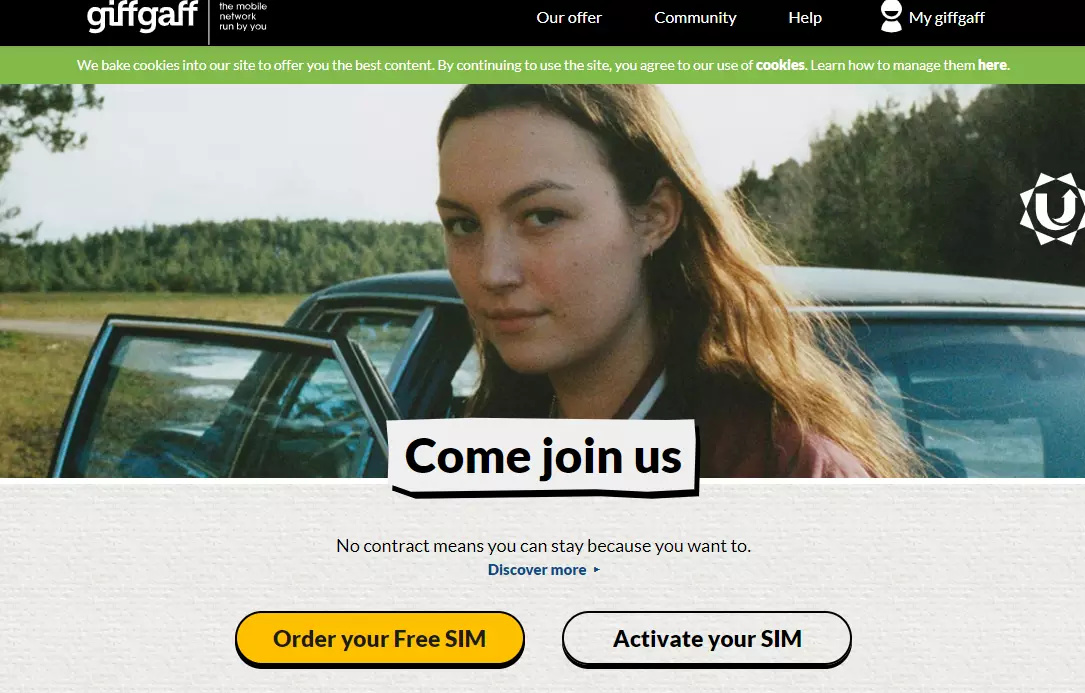 giffgaff
the mobile
network
run by you
Our offer
Community
Help
My giffgaff
We bake cookies into our site to offer you the best content. By continuing to use the site, you agree to our use of cookies. Learn how to manage them here.
Come join us
No contract means you can stay because you want to.
Discover more
Order your Free SIM
Activate your SIM